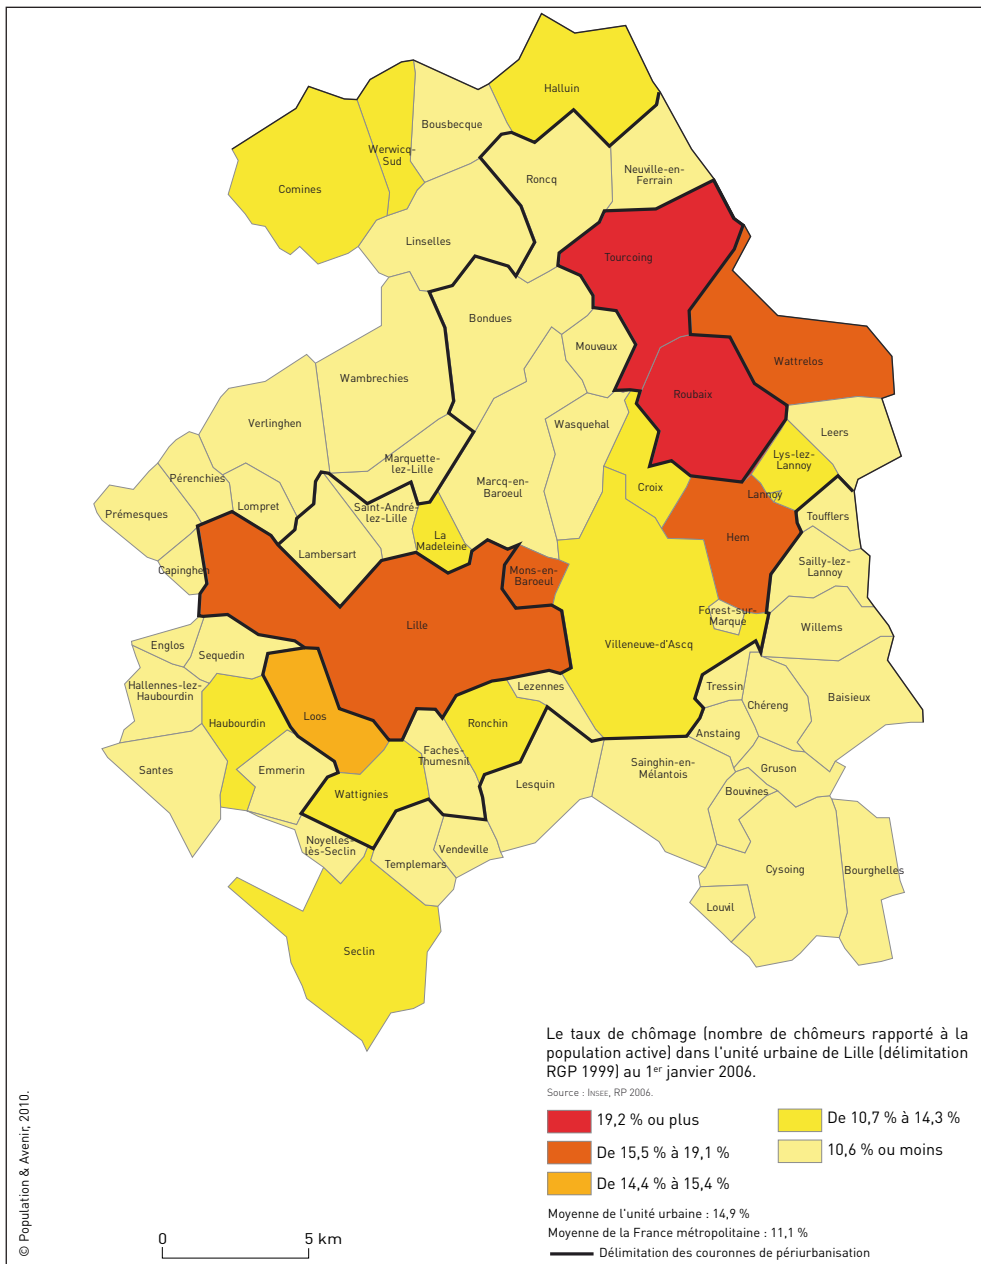 Halluin
Bousbecque
Werwicq-
Sud
Comines
Roncq
Neuville-en-
Ferrain
Linselles
Tourcoing
Bondues
Mouvaux
Wattrelos
Wambrechies
Roubaix
Verlinghen
Wasquehal
Leers
Marquette-
lez-Lille
Lys-lez-
Lannoy
Pérenchies
Marcq-en-
Baroeul
Croix
Lannoy
Prémesques
Lompret
Saint-André-
lez-Lille
Toufflers
La
Madeleine
Hem
Lambersart
Capinghen
Mons-en-
Baroeul
Sailly-lez-
Lannoy
Forest-sur-
Marque
Lille
Willems
Englos
Sequedin
Villeneuve-d'Ascq
Hallennes-lez-
Haubourdin
Lezennes
Tressin
Baisieux
Chéreng
Haubourdin
Loos
Ronchin
Anstaing
Faches-
Thumesnil
Santes
Emmerin
Sainghin-en-
Mélantois
Gruson
Lesquin
Wattignies
Bouvines
Noyelles-
lès-Seclin
Vendeville
Templemars
Cysoing
Bourghelles
Louvil
Seclin
Le taux de chômage (nombre de chômeurs rapporté à la
population active) dans l'unité urbaine de Lille (délimitation
RGP 1999) au 1er janvier 2006.
Source : INSEE, RP 2006.
19,2 % ou plus
De 15,5 % à 19,1 %
De 14,4 % à 15,4 %
De 10,7 % à 14,3 %
10,6 % ou moins
Moyenne de l'unité urbaine : 14,9 %
Moyenne de la France métropolitaine : 11,1 %
Délimitation des couronnes de périurbanisation
0 5 km
© Population & Avenir, 2010.